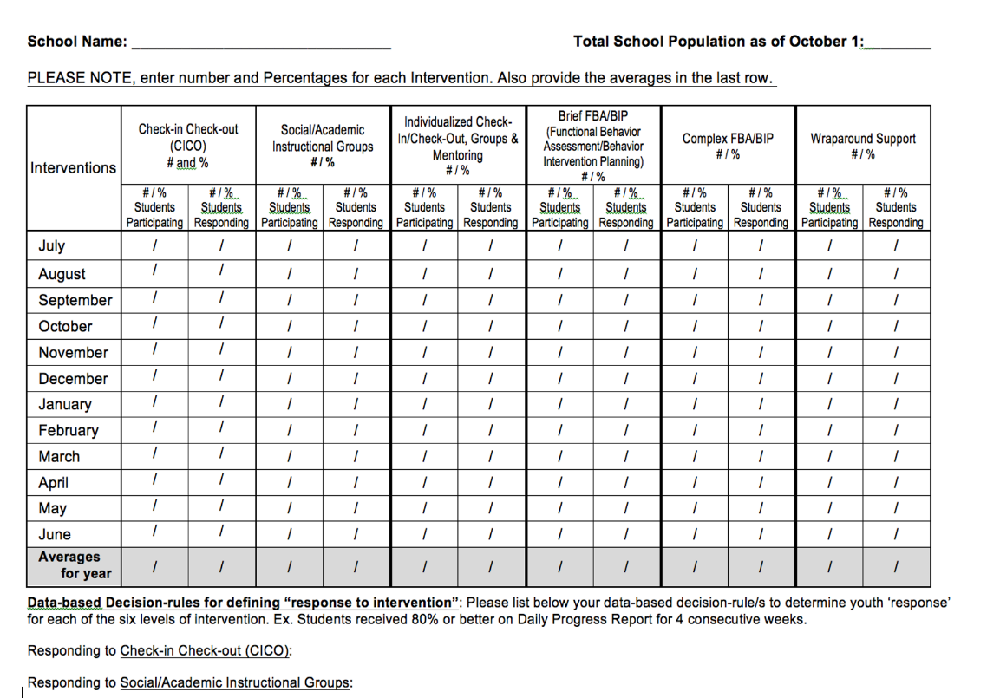 School Name: ____________________ Total School Population as of October 1:________
PLEASE NOTE, enter number and Percentages for each Intervention. Also provide the averages in the last row.
Interventions
Check-in Check-out
(CICO)
# and %
Social/Academic
Instructional Groups
# / %
Individualized Check-
In/Check-Out, Groups &
Mentoring
# / %
Brief FBA/BIP
(Functional Behavior
Assessment/Behavior
Intervention Planning)
# / %
Complex FBA/BIP
# / %
Wraparound Support
# / %
# / % # / % # / % # / % # / % # / % # / % # / % # / % # / % # / % # / %
Students Students Students Students Students Students Students Students Students Students Students Students
Participating Responding Participating Responding Participating Responding Participating Responding Participating Responding Participating Responding
July / / / / / / / / / / / /
August / / / / / / / / / / / /
September / / / / / / / / / / / /
October / / / / / / / / / / / /
November / / / / / / / / / / / /
December / / / / / / / / / / / /
January / / / / / / / / / / / /
February / / / / / / / / / / / /
March / / / / / / / / / / / /
April / / / / / / / / / / / /
May / / / / / / / / / / / /
June / / / / / / / / / / / /
Averages
for year / / / / / / / / / / / /
Data-based Decision-rules for defining “response to intervention”: Please list below your data-based decision-rule/s to determine youth ‘response’
for each of the six levels of intervention. Ex. Students received 80% or better on Daily Progress Report for 4 consecutive weeks.
Responding to Check-in Check-out (CICO):
Responding to Social/Academic Instructional Groups: